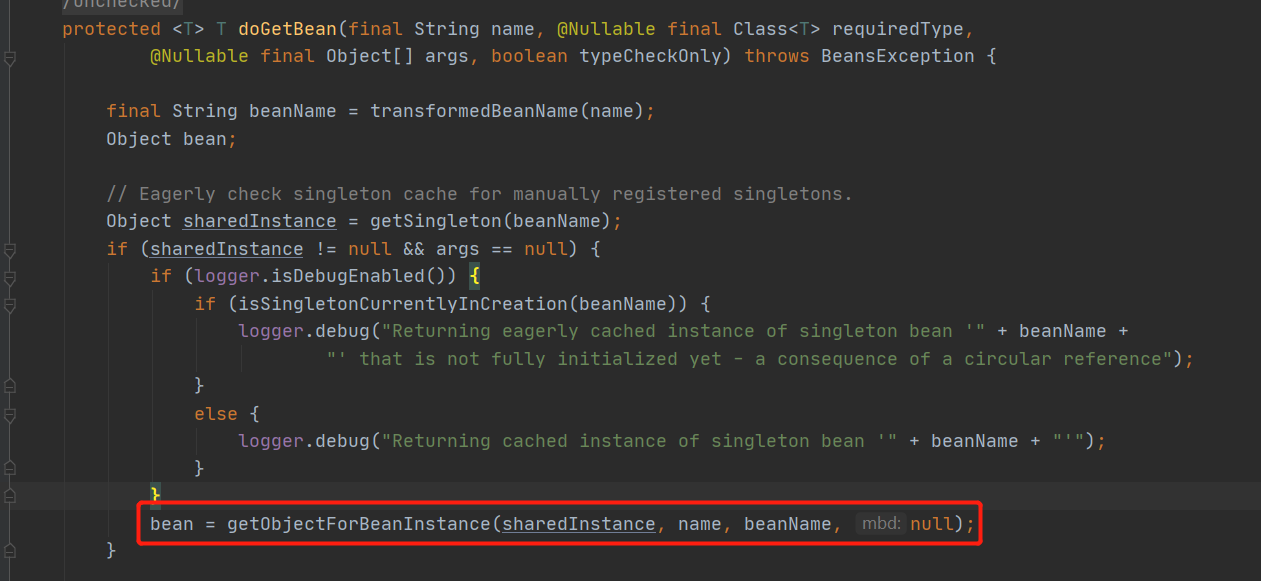 /unchecked/
protected <T> T doGetBean(final String name, @Nullable final Class<T> requiredType,
@Nullable final Object[] args, boolean typeCheckOnly) throws BeansException {
final String beanName = transformedBeanName(name);
Object bean;
// Eagerly check singleton cache for manually registered singletons.
Object sharedInstance = getSingleton(beanName);
if (sharedInstance != null && args == null) {
if (logger.isDebugEnabled()) {
if (isSingletonCurrentlyInCreation(beanName)) {
logger.debug("Returning eagerly cached instance of singleton bean '" + beanName +
"' that is not fully initialized yet - a consequence of a circular reference");
}
else {
logger.debug("Returning cached instance of singleton bean '" + beanName + "'");
}
}
bean = getObjectForBeanInstance(sharedInstance, name, beanName, mbd: null);
}